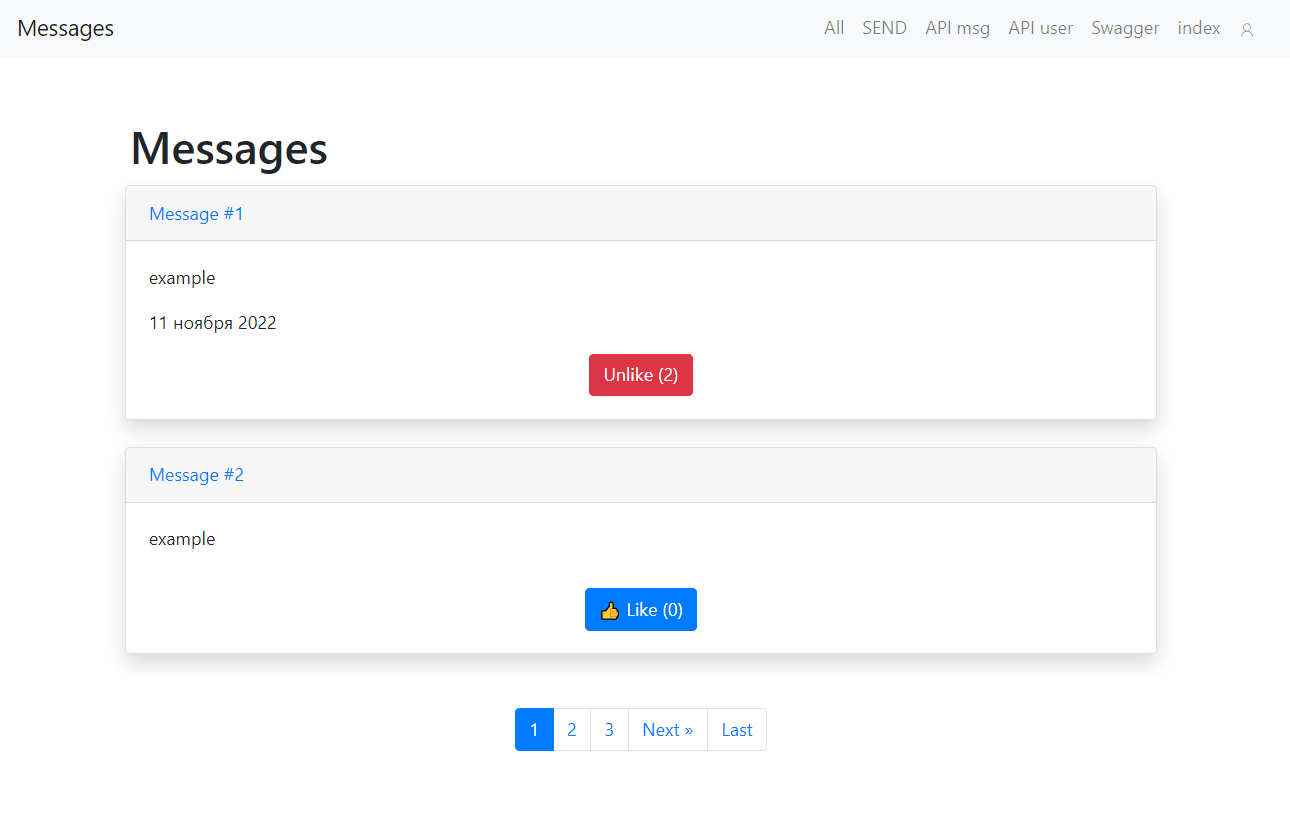 Messages All SEND API msg API user Swagger index
Messages
Message #1
example
11 ноября 2022
Unlike (2)
Message #2
example
👍 Like (0)
1 2 3 Next » Last